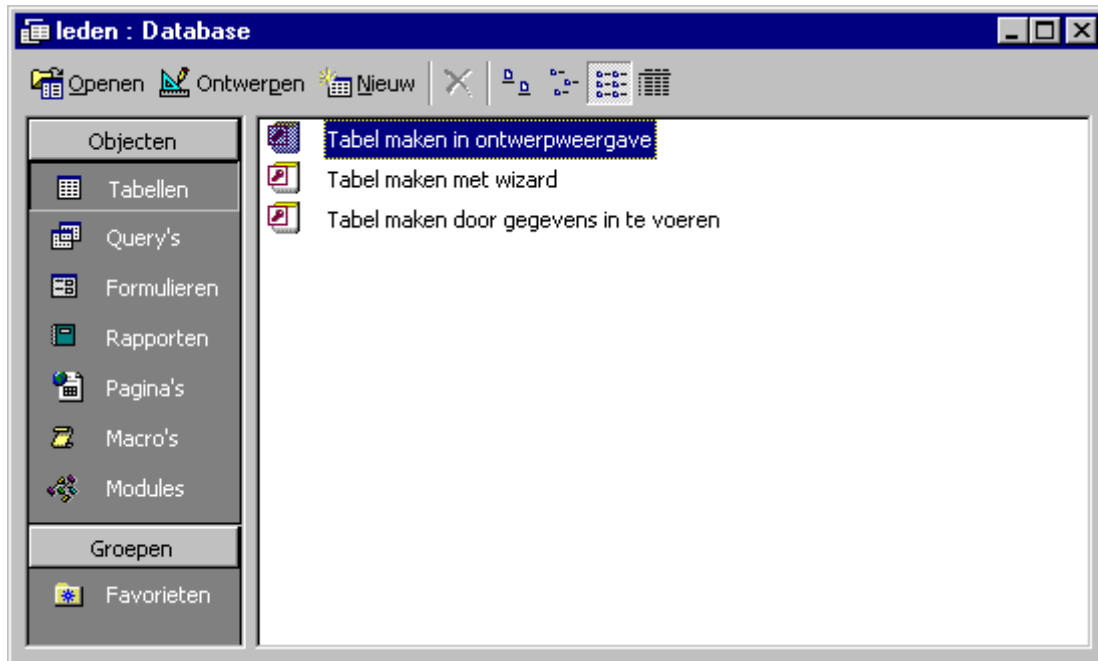 leden : Database
Openen Ontwerpen Nieuw
Objecten
Tabellen
Query's
Formulieren
Rapporten
Pagina's
Macro's
Modules
Groepen
Favorieten
Tabel maken in ontwerpweergave
Tabel maken met wizard
Tabel maken door gegevens in te voeren